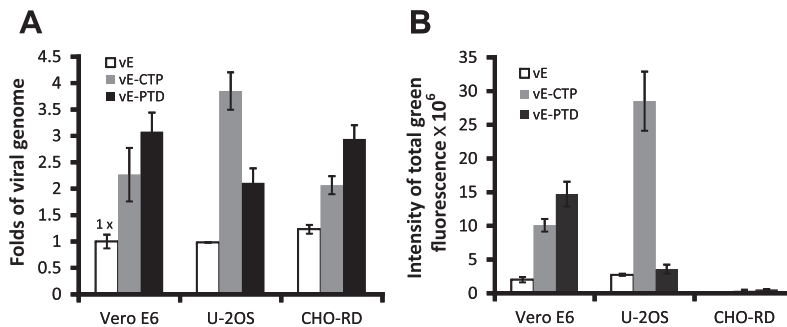 A
Folds of viral genome
4.5
4
3.5
3
2.5
2
1.5
1
0.5
0
vE
vE-CTP
vE-PTD
1 x
Vero E6
U-2OS
CHO-RD
B
Intensity of total green
fluorescence X 10^6
35
30
25
20
15
10
5
0
vE
vE-CTP
vE-PTD
Vero E6
U-2OS
CHO-RD